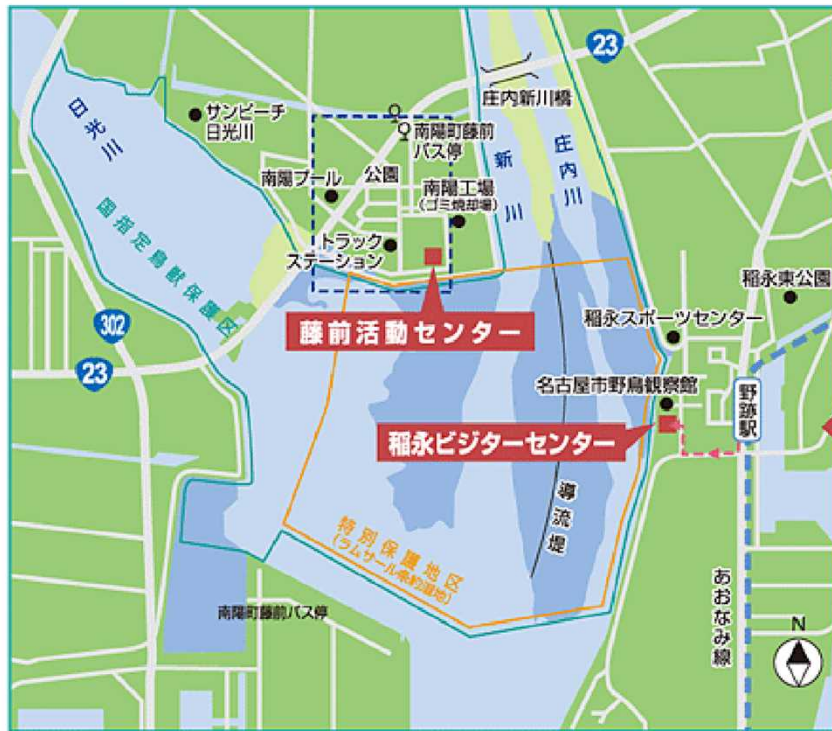 23
庄内新川橋
日光川
サンビーチ
日光川
南陽町藤前
バス停
新川
庄内川
南陽プール
公園
南陽工場
(ゴミ焼却場)
国指定鳥獣保護区
トラック
ステーション
稲永東公園
302
藤前活動センター
稲永スポーツセンター
23
名古屋市野鳥観察館
野跡駅
稲永ビジターセンター
導流堤
特別保護地区
(ラムサール条約湿地)
あおなみ線
南陽町藤前バス停
N